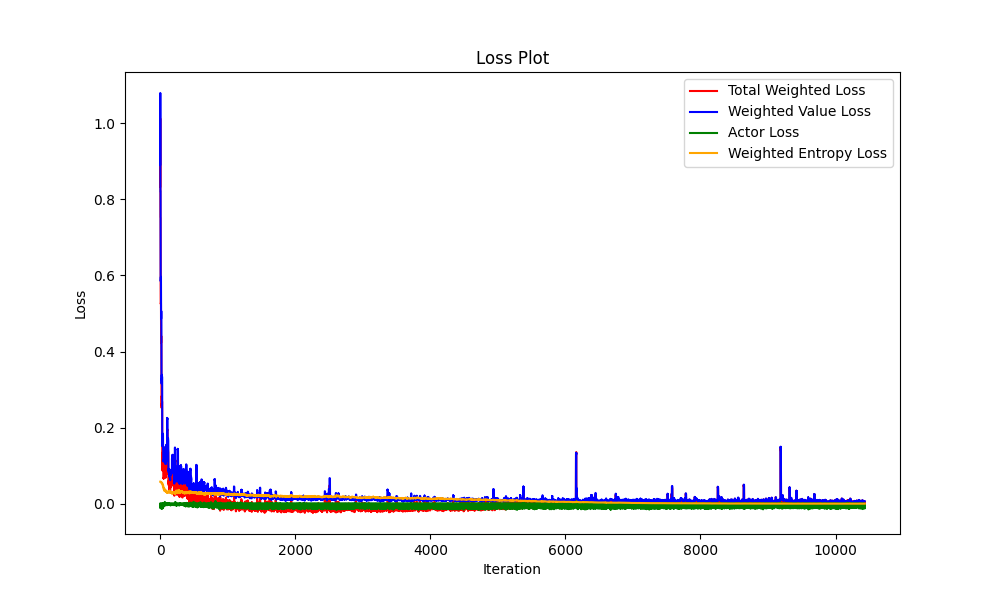 Loss Plot
Total Weighted Loss
Weighted Value Loss
Actor Loss
Weighted Entropy Loss
Loss
1.0
0.8
0.6
0.4
0.2
0.0
0
2000
4000
6000
8000
10000
Iteration